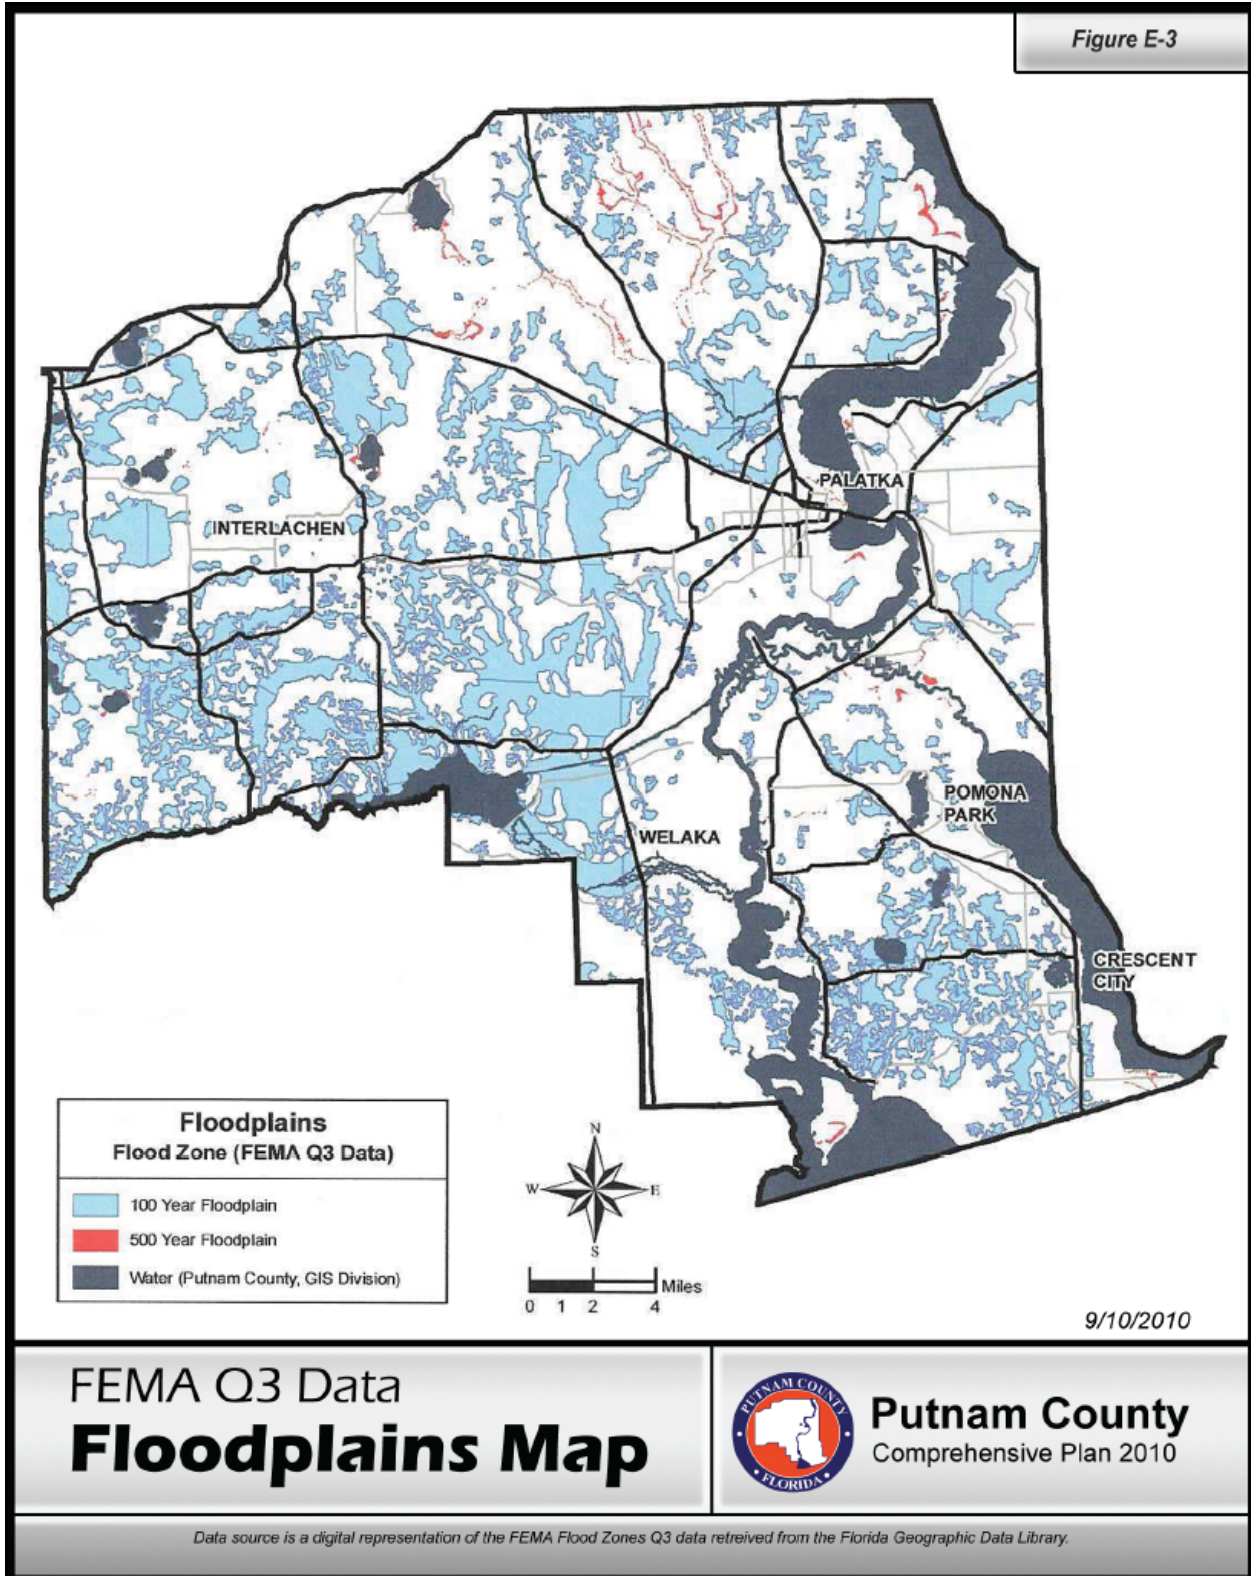 Figure E-3
PALATKA
INTERLACHEN
POMONA
PARK
WELAKA
CRESCENT
CITY
Floodplains
Flood Zone (FEMA Q3 Data)
100 Year Floodplain
500 Year Floodplain
Water (Putnam County, GIS Division)
N
W
E
S
Miles
0 1 2 4
9/10/2010
FEMA Q3 Data
Floodplains Map
PUTNAM COUNTY
FLORIDA
Putnam County
Comprehensive Plan 2010
Data source is a digital representation of the FEMA Flood Zones Q3 data retreived from the Florida Geographic Data Library.